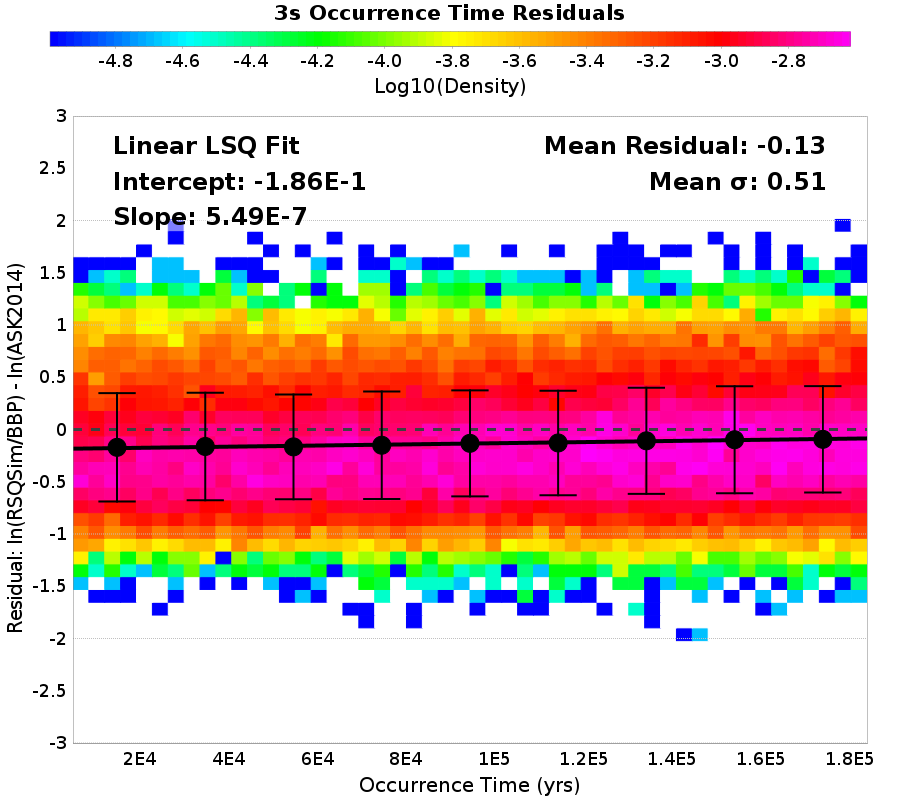 3s Occurrence Time Residuals
-4.8 -4.6 -4.4 -4.2 -4.0 -3.8 -3.6 -3.4 -3.2 -3.0 -2.8
Log10(Density)
Linear LSQ Fit
Intercept: -1.86E-1
Slope: 5.49E-7
Mean Residual: -0.13
Mean σ: 0.51
Residual: ln(RSQSim/BBP) - ln(ASK2014)
3
2.5
2
1.5
1
0.5
0
-0.5
-1
-1.5
-2
-2.5
-3
2E4 4E4 6E4 8E4 1E5 1.2E5 1.4E5 1.6E5 1.8E5
Occurrence Time (yrs)